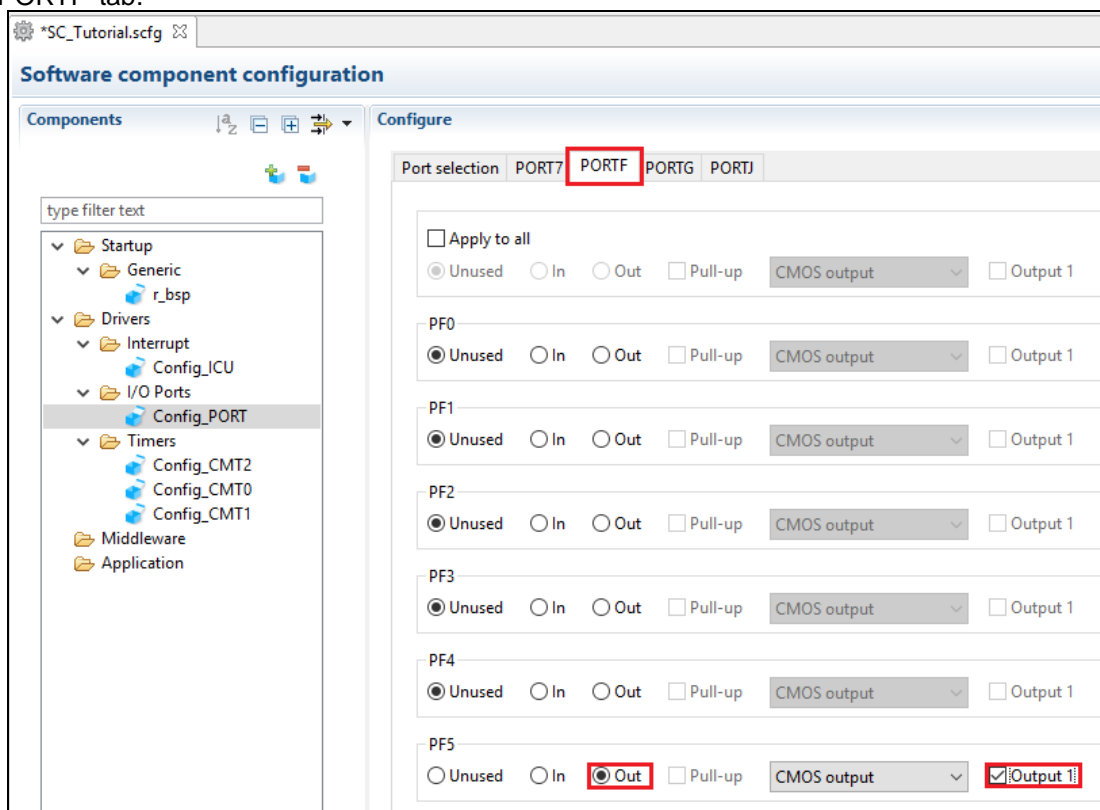 PORTF' tab.
*SC_Tutorial.scfg
Software component configuration
Components
Configure
type filter text
Startup
Generic
r_bsp
Drivers
Interrupt
Config_ICU
I/O Ports
Config_PORT
Timers
Config_CMT2
Config_CMT0
Config_CMT1
Middleware
Application
Port selection PORT7 PORTF PORTG PORTJ
Apply to all
Unused In Out Pull-up CMOS output Output 1
PF0
Unused In Out Pull-up CMOS output Output 1
PF1
Unused In Out Pull-up CMOS output Output 1
PF2
Unused In Out Pull-up CMOS output Output 1
PF3
Unused In Out Pull-up CMOS output Output 1
PF4
Unused In Out Pull-up CMOS output Output 1
PF5
Unused In Out Pull-up CMOS output Output 1